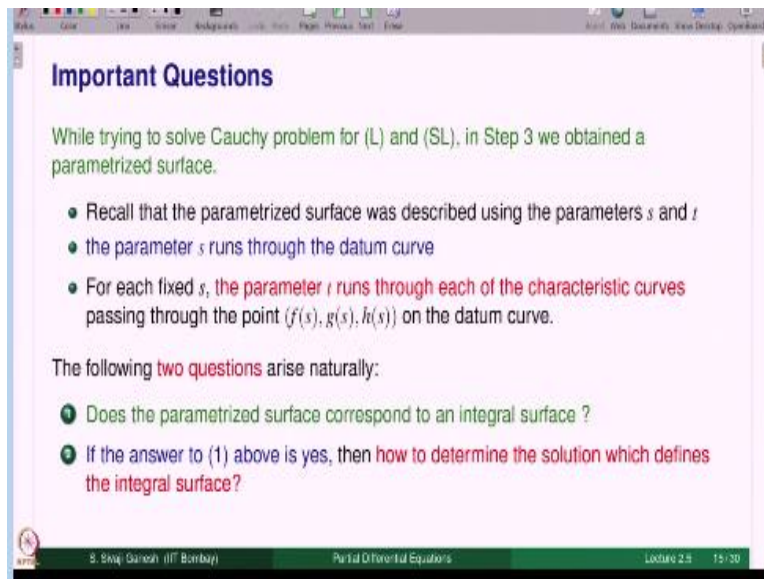 Important Questions
While trying to solve Cauchy problem for (L) and (SL), in Step 3 we obtained a
parametrized surface.
Recall that the parametrized surface was described using the parameters s and t
the parameter s runs through the datum curve
For each fixed s, the parameter t runs through each of the characteristic curves
passing through the point (f(s), g(s), h(s)) on the datum curve.
The following two questions arise naturally:
1 Does the parametrized surface correspond to an integral surface ?
2 If the answer to (1) above is yes, then how to determine the solution which defines
the integral surface?
S. Sivaji Ganesh (IIT Bombay) Partial Differential Equations Lecture 2.5 15/30